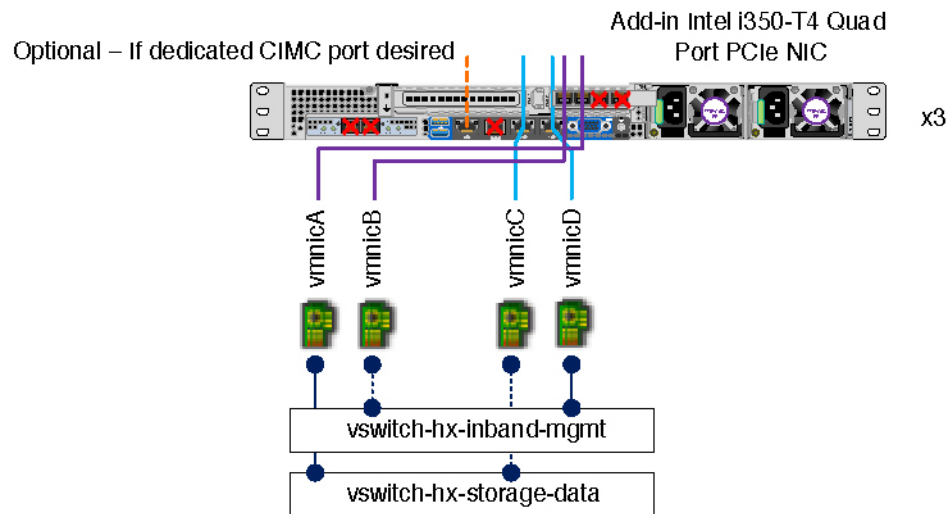 Add-in Intel i350-T4 Quad
Port PCIe NIC
Optional – If dedicated CIMC port desired
x3
vmnicA
vmnicB
vmnicC
vmnicD
vswitch-hx-inband-mgmt
vswitch-hx-storage-data